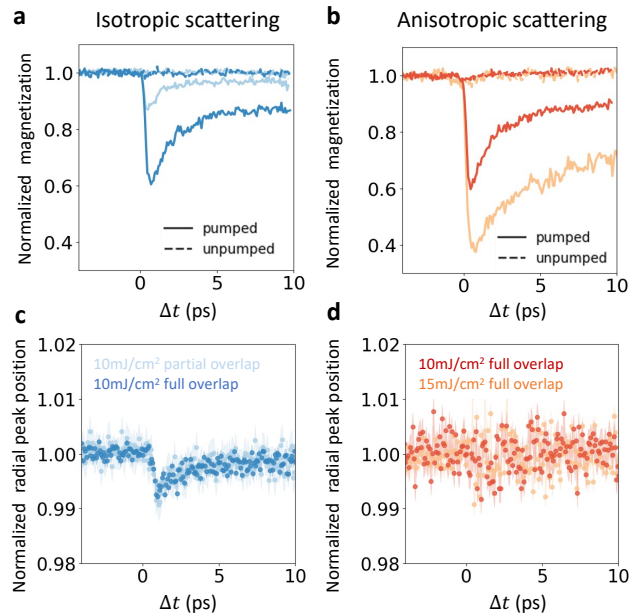 a Isotropic scattering
Normalized magnetization
1.0
0.8
0.6
0.4
pumped
unpumped
0 5 10
Δt (ps)
b Anisotropic scattering
Normalized magnetization
1.0
0.8
0.6
0.4
pumped
unpumped
0 5 10
Δt (ps)
c
Normalized radial peak position
1.02
1.01
1.00
0.99
0.98
10mJ/cm² partial overlap
10mJ/cm² full overlap
0 5 10
Δt (ps)
d
Normalized radial peak position
1.02
1.01
1.00
0.99
0.98
10mJ/cm² full overlap
15mJ/cm² full overlap
0 5 10
Δt (ps)